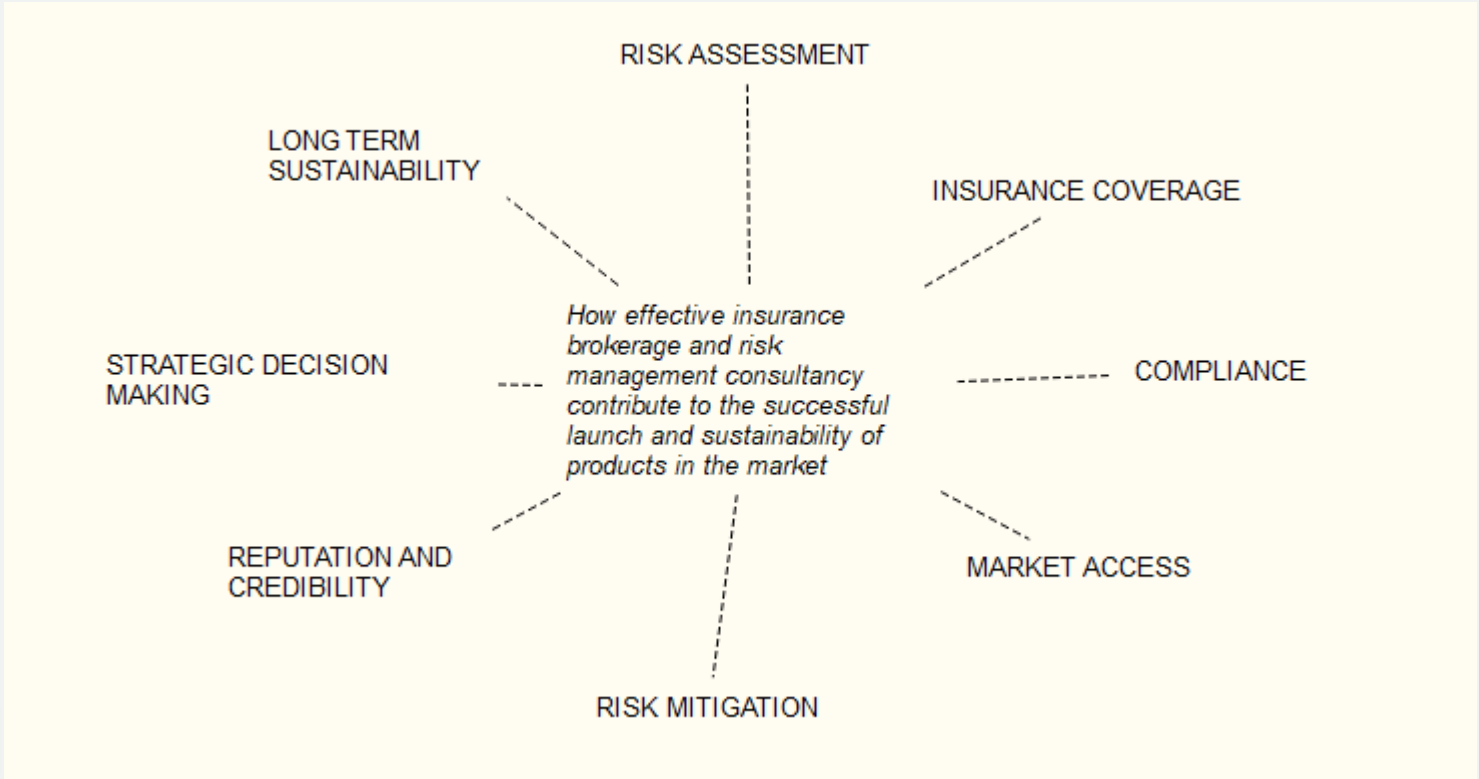 RISK ASSESSMENT
LONG TERM
SUSTAINABILITY
INSURANCE COVERAGE
How effective insurance
brokerage and risk
management consultancy
contribute to the successful
launch and sustainability of
products in the market
STRATEGIC DECISION
MAKING
COMPLIANCE
REPUTATION AND
CREDIBILITY
MARKET ACCESS
RISK MITIGATION